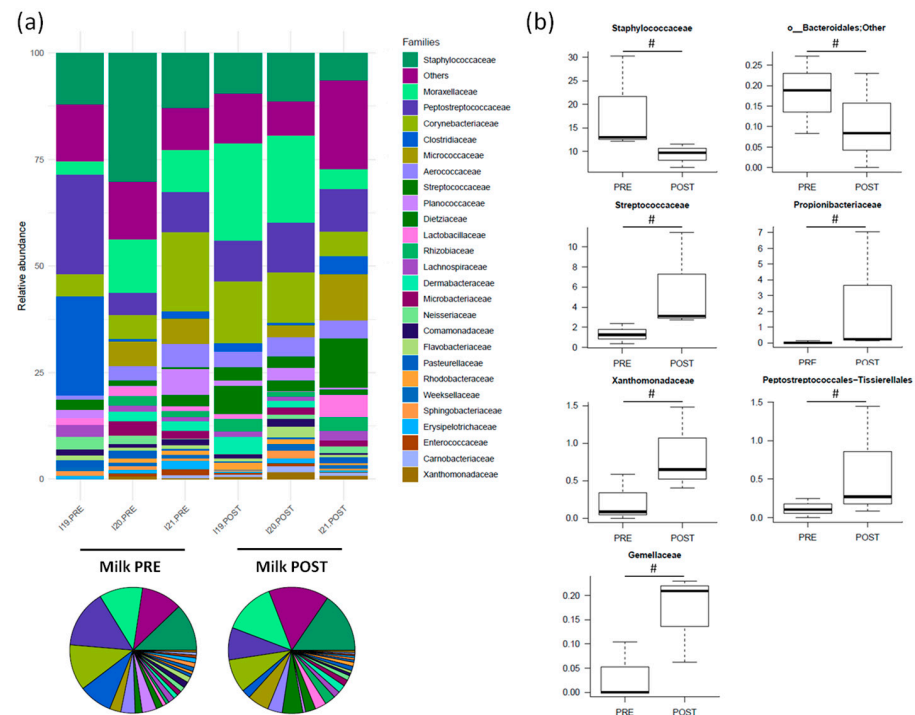 (a)
Families
100
75
50
25
0
Relative abundance
Staphylococcaceae
Others
Moraxellaceae
Peptostreptococcaceae
Corynebacteriaceae
Clostridiaceae
Micrococcaceae
Aerococcaceae
Streptococcaceae
Planococcaceae
Dietziaceae
Lactobacillaceae
Rhizobiaceae
Lachnospiraceae
Dermabacteraceae
Microbacteriaceae
Neisseriaceae
Comamonadaceae
Flavobacteriaceae
Pasteurellaceae
Rhodobacteraceae
Weeksellaceae
Sphingobacteriaceae
Erysipelotrichaceae
Enterococcaceae
Carnobacteriaceae
Xanthomonadaceae
I19.PRE
I20.PRE
I21.PRE
I19.POST
I20.POST
I21.POST
Milk PRE
Milk POST
(b)
Staphylococcaceae
#
30
25
20
15
10
PRE
POST
o__Bacteroidales;Other
#
0.25
0.20
0.15
0.10
0.05
0.00
PRE
POST
Streptococcaceae
#
10
8
6
4
2
0
PRE
POST
Propionibacteriaceae
#
7
6
5
4
3
2
1
0
PRE
POST
Xanthomonadaceae
#
1.5
1.0
0.5
0.0
PRE
POST
Peptostreptococcales−Tissierellales
#
1.5
1.0
0.5
0.0
PRE
POST
Gemellaceae
#
0.20
0.15
0.10
0.05
0.00
PRE
POST